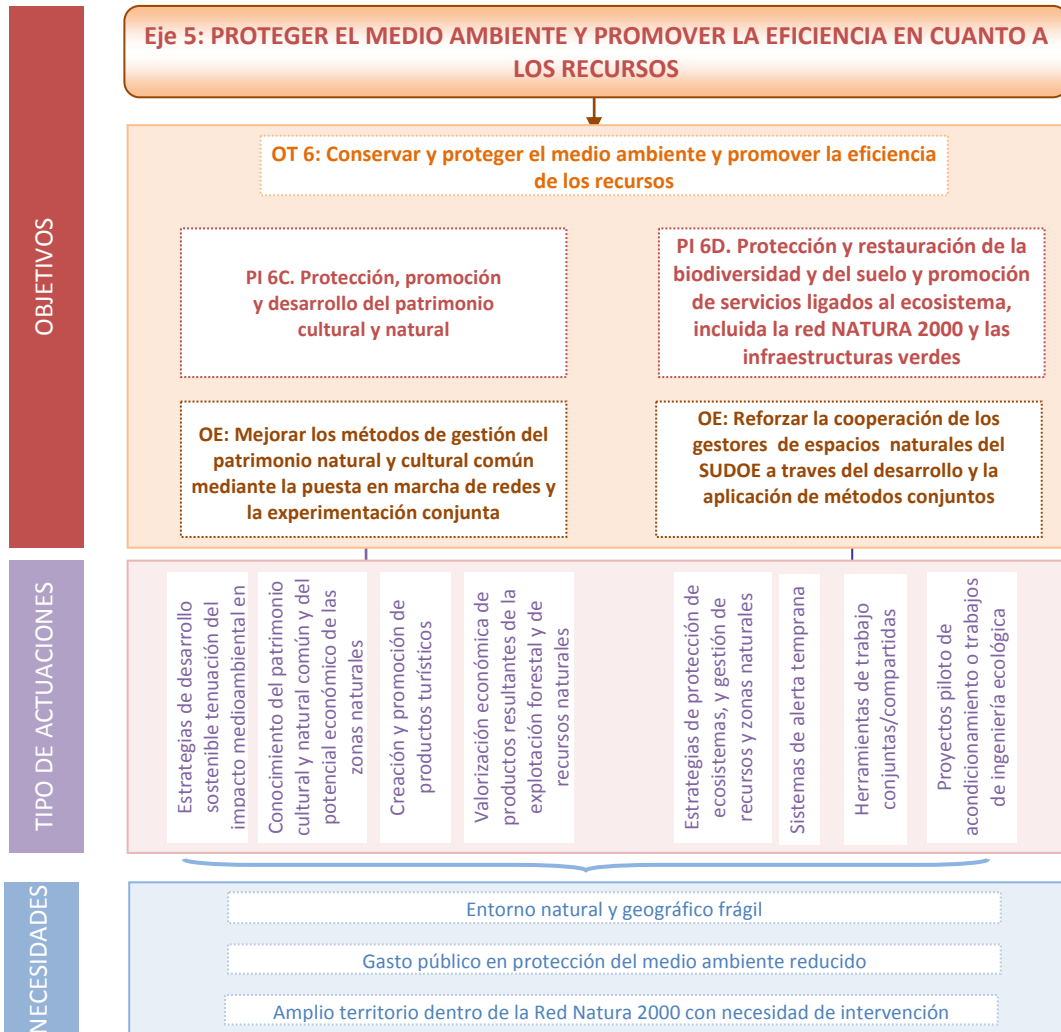 Eje 5: PROTEGER EL MEDIO AMBIENTE Y PROMOVER LA EFICIENCIA EN CUANTO A
LOS RECURSOS
OBJETIVOS
OT 6: Conservar y proteger el medio ambiente y promover la eficiencia
de los recursos
PI 6C. Protección, promoción
y desarrollo del patrimonio
cultural y natural
PI 6D. Protección y restauración de la
biodiversidad y del suelo y promoción
de servicios ligados al ecosistema,
incluida la red NATURA 2000 y las
infraestructuras verdes
OE: Mejorar los métodos de gestión del
patrimonio natural y cultural común
mediante la puesta en marcha de redes y
la experimentación conjunta
OE: Reforzar la cooperación de los
gestores de espacios naturales del
SUDOE a traves del desarrollo y la
aplicación de métodos conjuntos
TIPO DE ACTUACIONES
Estrategias de desarrollo
sostenible tenuación del
impacto medioambiental en
Conocimiento del patrimonio
cultural y natural común y del
potencial económico de las
zonas naturales
Creación y promoción de
productos turísticos
Valorización económica de
productos resultantes de la
explotación forestal y de
recursos naturales
Estrategias de protección de
ecosistemas, y gestión de
recursos y zonas naturales
Sistemas de alerta temprana
Herramientas de trabajo
conjuntas/compartidas
Proyectos piloto de
acondicionamiento o trabajos
de ingeniería ecológica
NECESIDADES
Entorno natural y geográfico frágil
Gasto público en protección del medio ambiente reducido
Amplio territorio dentro de la Red Natura 2000 con necesidad de intervención